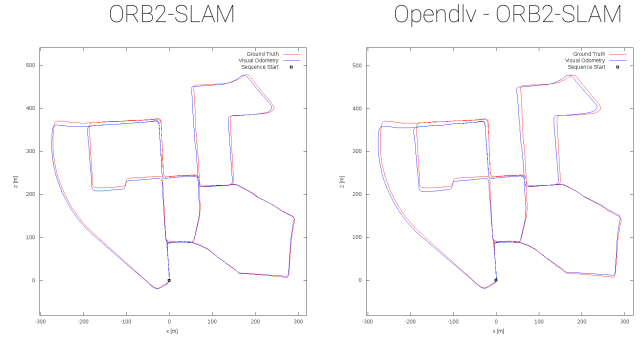 ORB2-SLAM
Opendlv - ORB2-SLAM
Ground Truth
Visual Odometry
Sequence Start
500
400
300
200
100
0
z [m]
-300 -200 -100 0 100 200 300
x [m]
Ground Truth
Visual Odometry
Sequence Start
500
400
300
200
100
0
z [m]
-300 -200 -100 0 100 200 300
x [m]